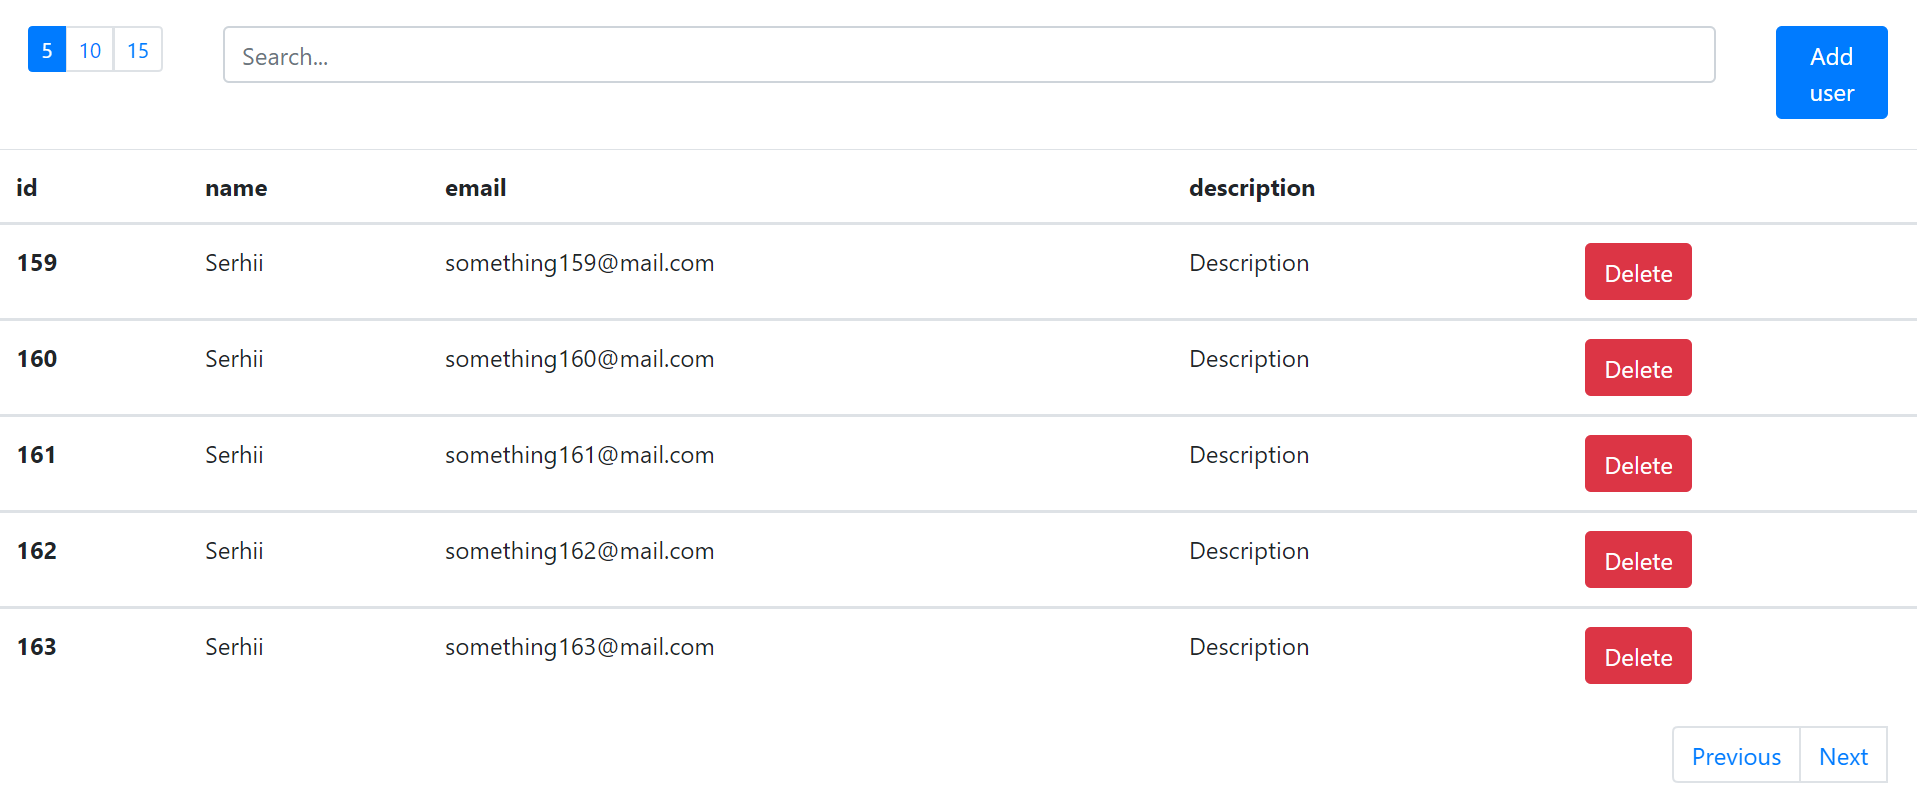 5 10 15 Search... Add user
id name email description
159 Serhii something159@mail.com Description Delete
160 Serhii something160@mail.com Description Delete
161 Serhii something161@mail.com Description Delete
162 Serhii something162@mail.com Description Delete
163 Serhii something163@mail.com Description Delete
Previous Next